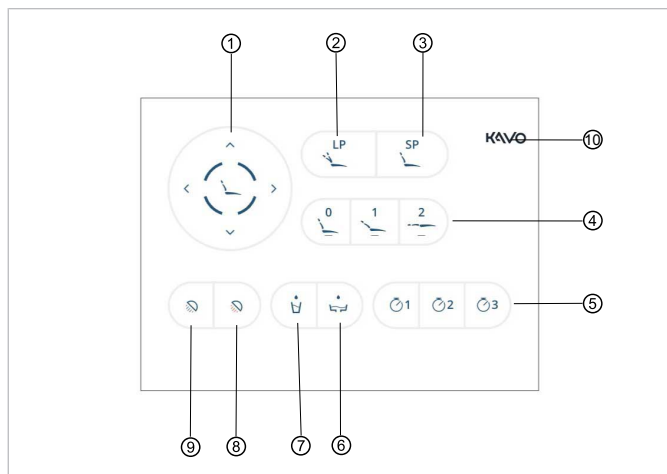 ① ② ③
LP SP
KAVO ⑩
0 1 2 ④
1 2 3 ⑤
⑨ ⑧ ⑦ ⑥